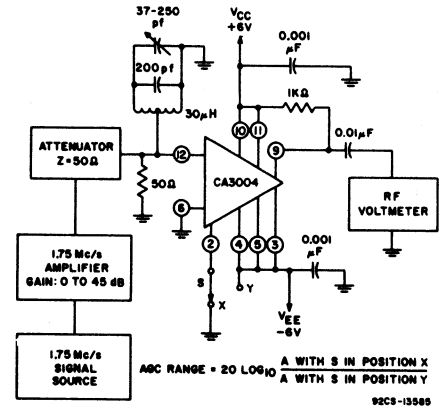 37-250
pf
200pf
30µH
VCC
+6V
0.001
µF
1KΩ
10
11
9
0.01µF
ATTENUATOR
Z=50Ω
12
50Ω
CA3004
6
RF
VOLTMETER
2
4
5
3
0.001
µF
1.75 Mc/s
AMPLIFIER
GAIN: 0 TO 45 dB
S
X
Y
VEE
-6V
1.75 Mc/s
SIGNAL
SOURCE
AGC RANGE = 20 LOG10 A WITH S IN POSITION X
A WITH S IN POSITION Y
92CS-13585